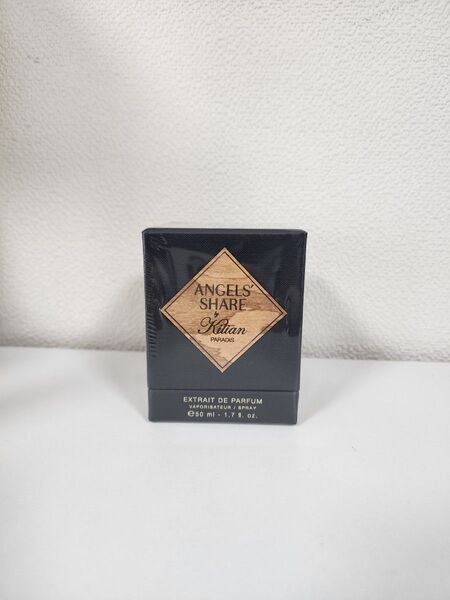 ANGELS'
SHARE
by
Kilian
PARADIS
EXTRAIT DE PARFUM
VAPORISATEUR / SPRAY
℮50 ml - 1.7 fl. oz.